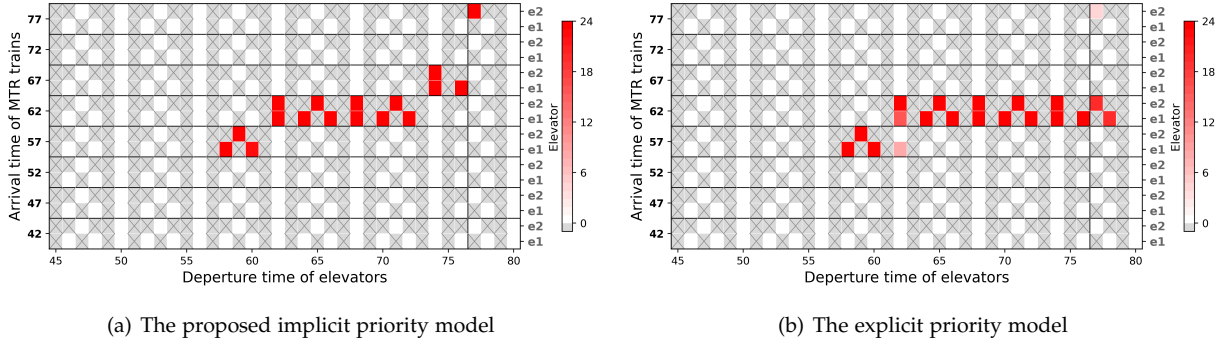 Arrival time of MTR trains
77
72
67
62
57
52
47
42
45 50 55 60 65 70 75 80
Deperture time of elevators
e2
e1
e2
e1
e2
e1
e2
e1
e2
e1
e2
e1
e2
e1
e2
e1
Elevator
24
18
12
6
0
(a) The proposed implicit priority model
Arrival time of MTR trains
77
72
67
62
57
52
47
42
45 50 55 60 65 70 75 80
Deperture time of elevators
e2
e1
e2
e1
e2
e1
e2
e1
e2
e1
e2
e1
e2
e1
e2
e1
Elevator
24
18
12
6
0
(b) The explicit priority model